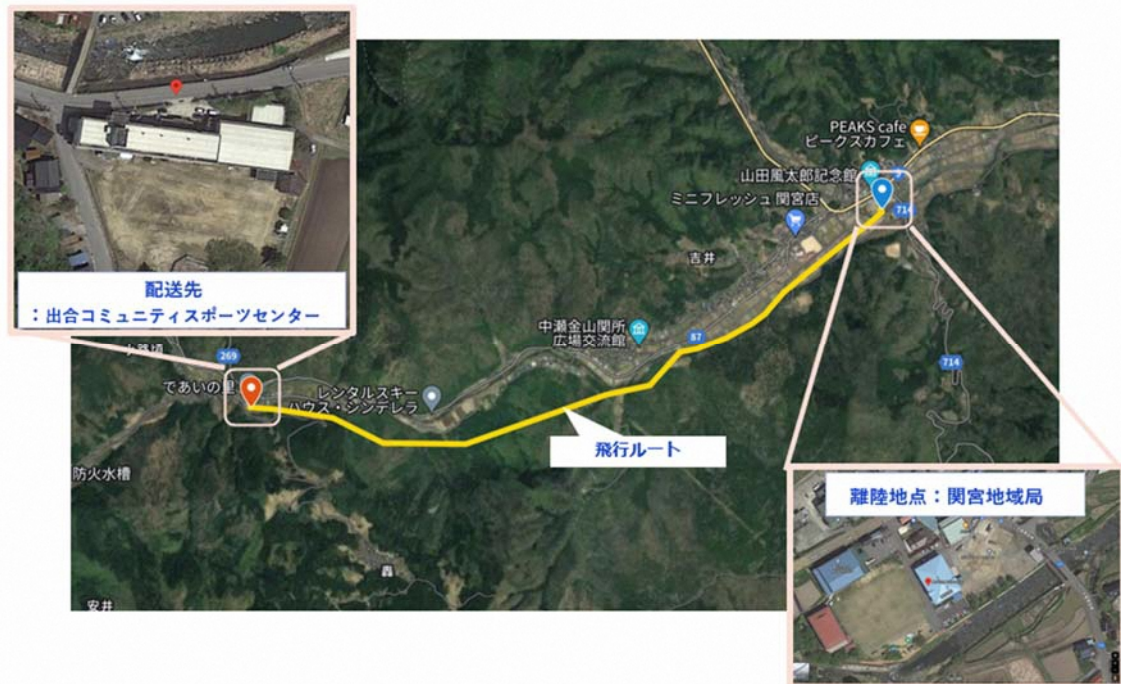 配送先
：出合コミュニティスポーツセンター
PEAKS cafe
ピークスカフェ
山田風太郎記念館
9
ミニフレッシュ 関宮店
714
吉井
中瀬金山関所
広場交流館
87
714
269
であいの里
レンタルスキー
ハウス・シンデレラ
飛行ルート
防火水槽
離陸地点：関宮地域局
轟
安井